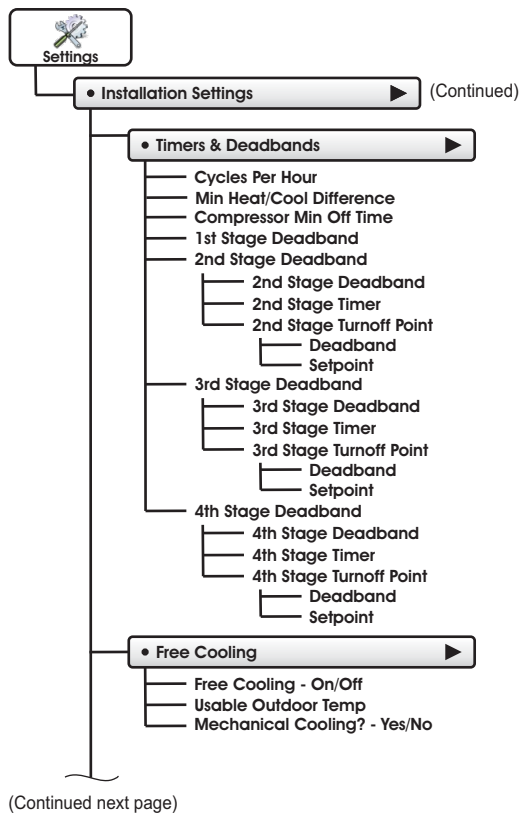 Settings
• Installation Settings
(Continued)
• Timers & Deadbands
Cycles Per Hour
Min Heat/Cool Difference
Compressor Min Off Time
1st Stage Deadband
2nd Stage Deadband
2nd Stage Deadband
2nd Stage Timer
2nd Stage Turnoff Point
Deadband
Setpoint
3rd Stage Deadband
3rd Stage Deadband
3rd Stage Timer
3rd Stage Turnoff Point
Deadband
Setpoint
4th Stage Deadband
4th Stage Deadband
4th Stage Timer
4th Stage Turnoff Point
Deadband
Setpoint
• Free Cooling
Free Cooling - On/Off
Usable Outdoor Temp
Mechanical Cooling? - Yes/No
(Continued next page)